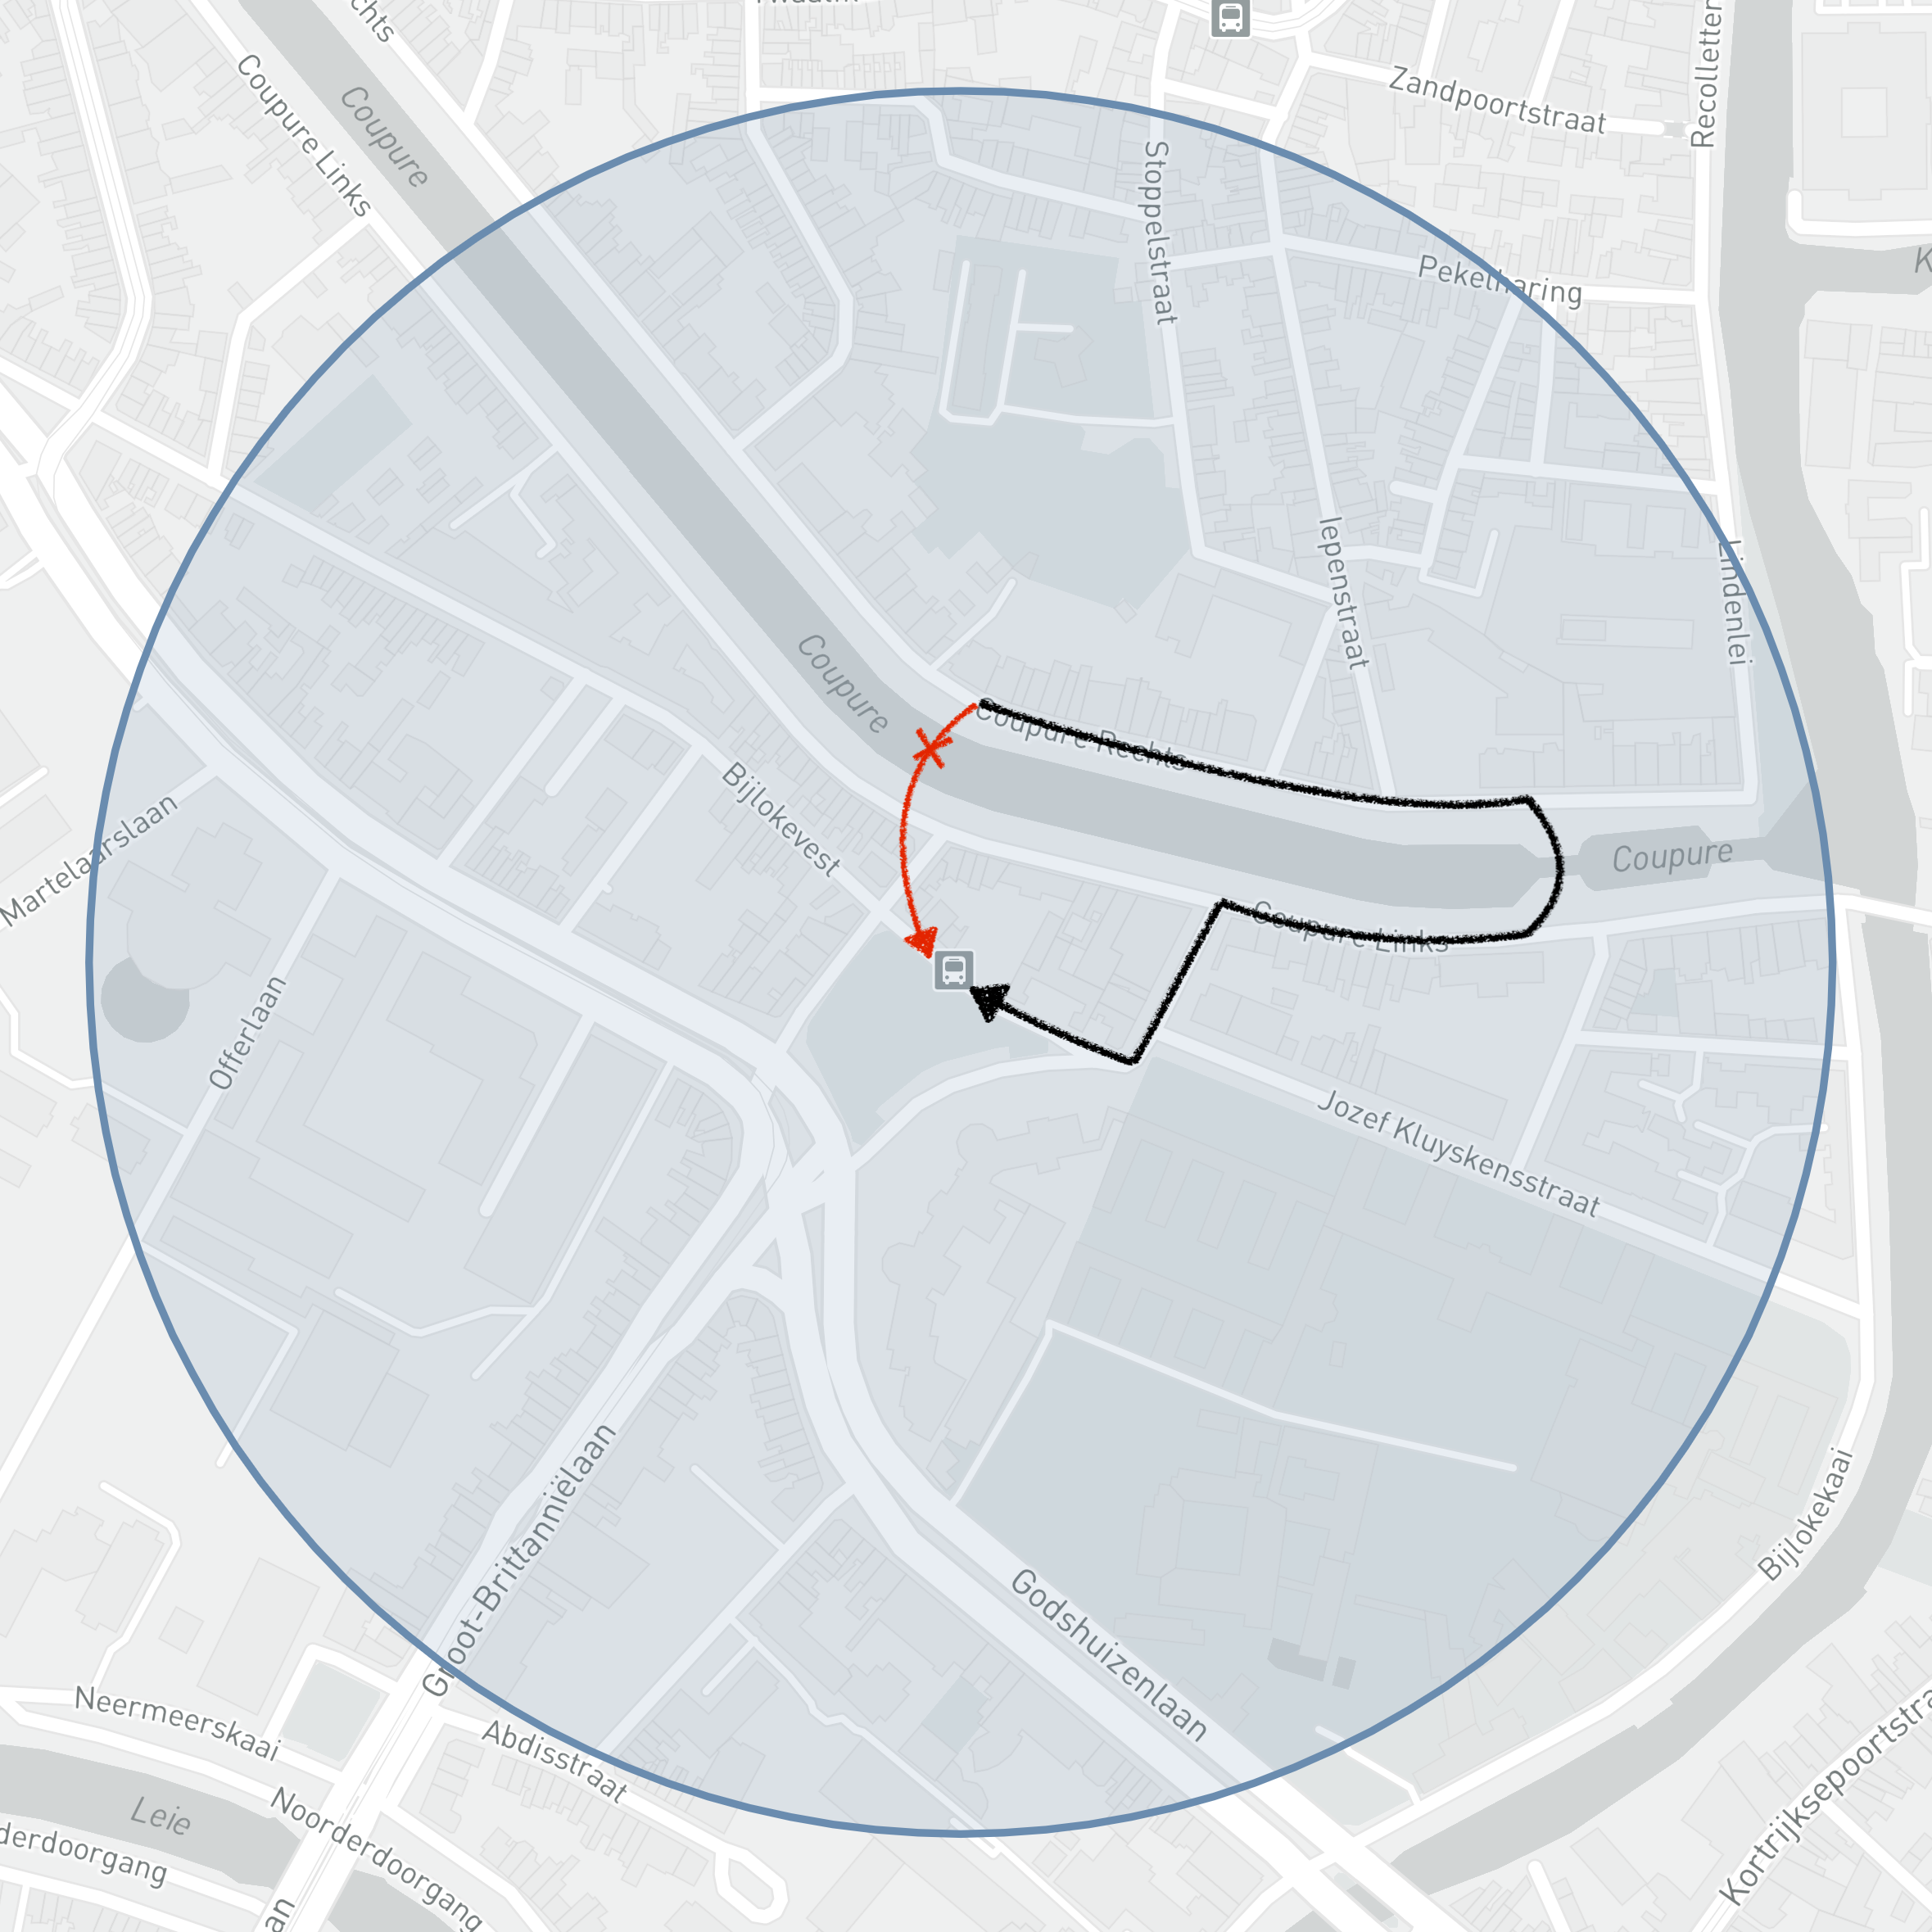 Coupure Links
Coupure
Zandpoortstraat
Recolletten
Stoppelstraat
Pekelharing
Iepenstraat
Lindenlei
Coupure
Coupure Rechts
Bijlokevest
Coupure
Martelaarslaan
Coupure Links
Offerlaan
Jozef Kluyskensstraat
Groot-Brittanniëlaan
Bijlokekaai
Godshuizenlaan
Neermeerskaai
Abdisstraat
Leie
Noorderdoorgang
derdoorgang
Kortrijksepoortstra
an
chts
K